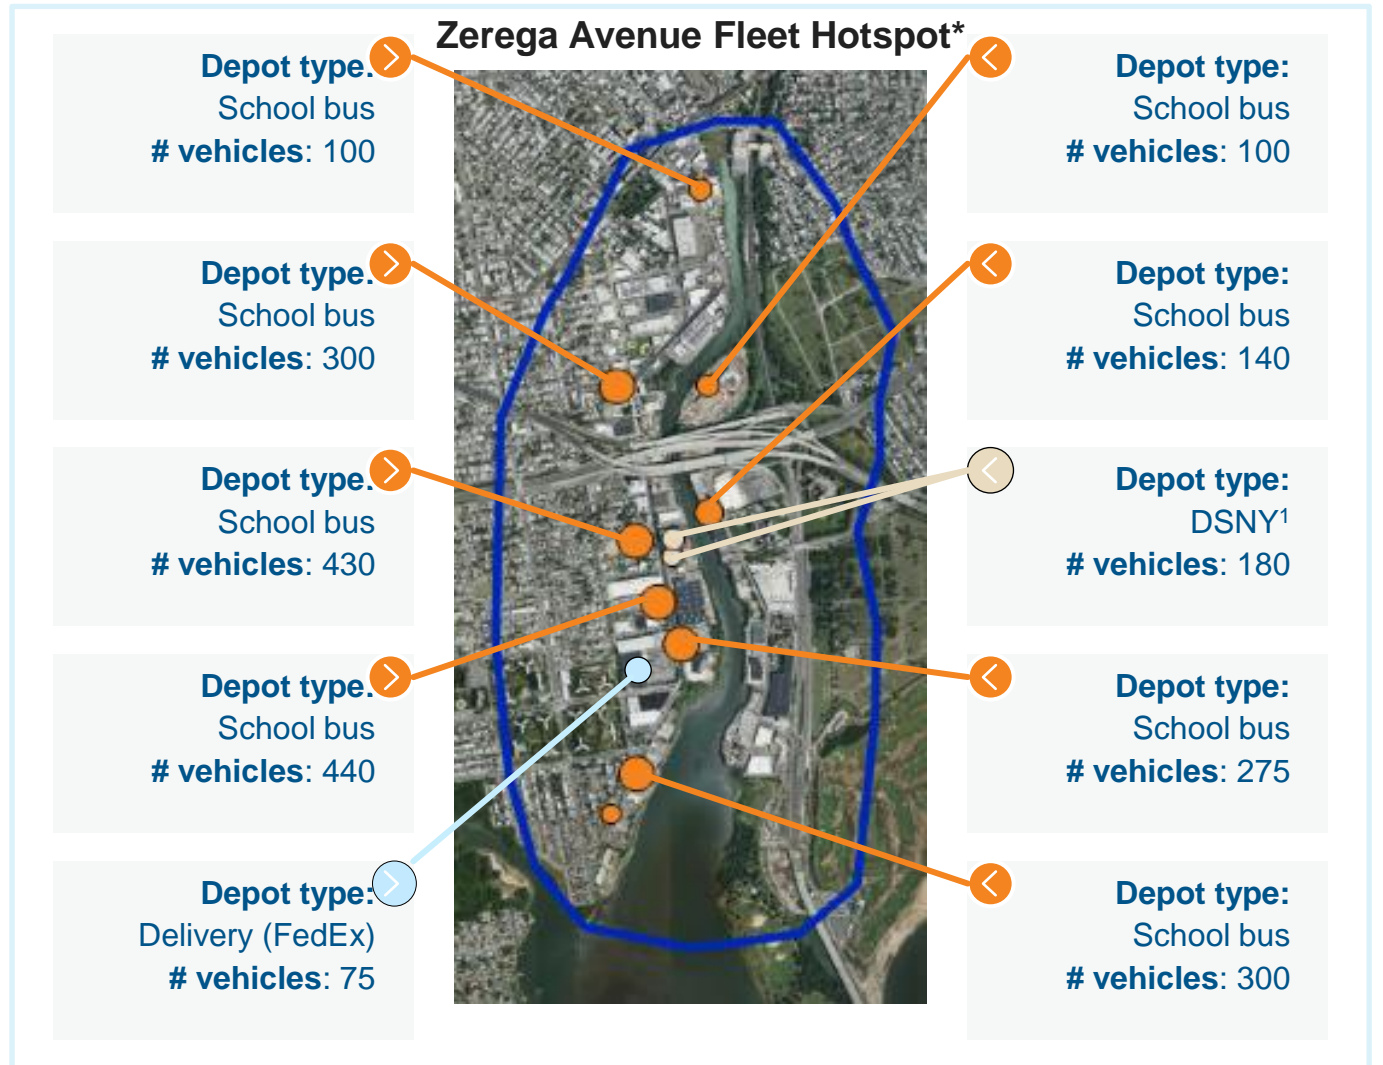 Zerega Avenue Fleet Hotspot*
Depot type:
School bus
# vehicles: 100
Depot type:
School bus
# vehicles: 300
Depot type:
School bus
# vehicles: 430
Depot type:
School bus
# vehicles: 440
Depot type:
Delivery (FedEx)
# vehicles: 75
Depot type:
School bus
# vehicles: 100
Depot type:
School bus
# vehicles: 140
Depot type:
DSNY¹
# vehicles: 180
Depot type:
School bus
# vehicles: 275
Depot type:
School bus
# vehicles: 300